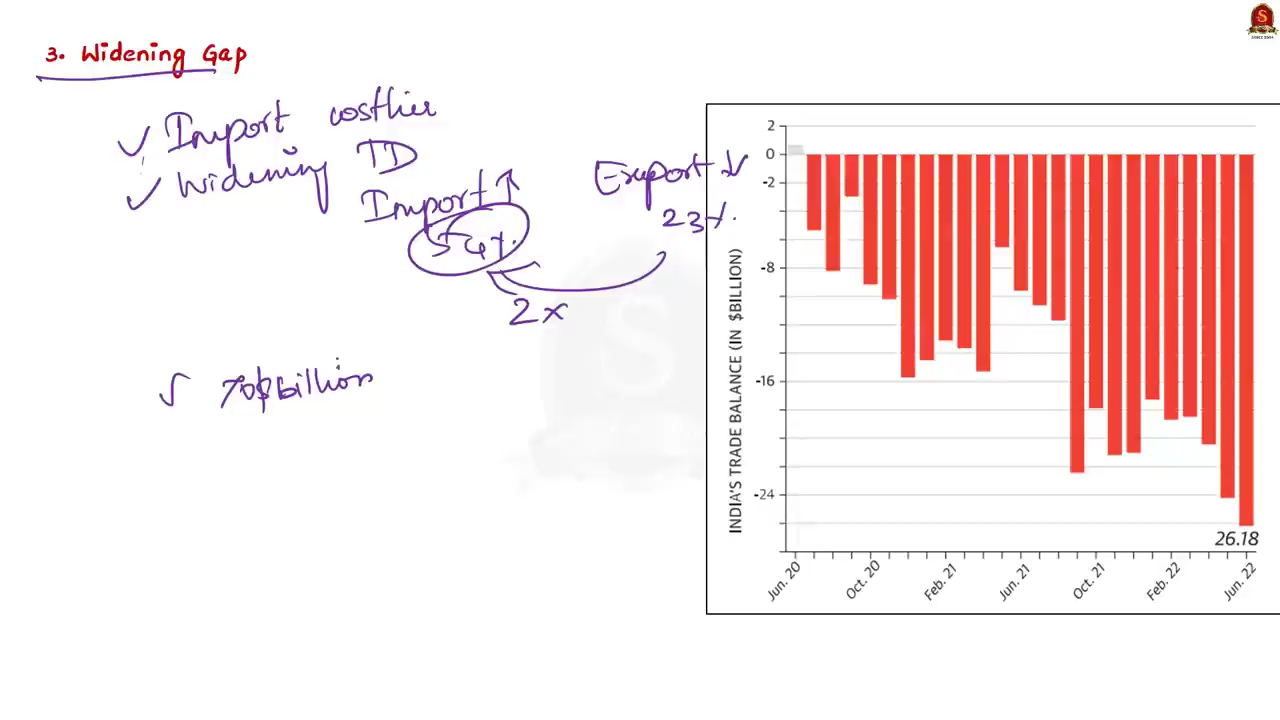 3. Widening Gap
✓ Import costlier
✓ Widening TD
Import ↑
54%.
Export ↓
23%.
2x
70$ billion
INDIA'S TRADE BALANCE (IN $BILLION)
2
0
-2
-8
-16
-24
26.18
Jun. 20
Oct. 20
Feb. 21
Jun. 21
Oct. 21
Feb. 22
Jun. 22
S